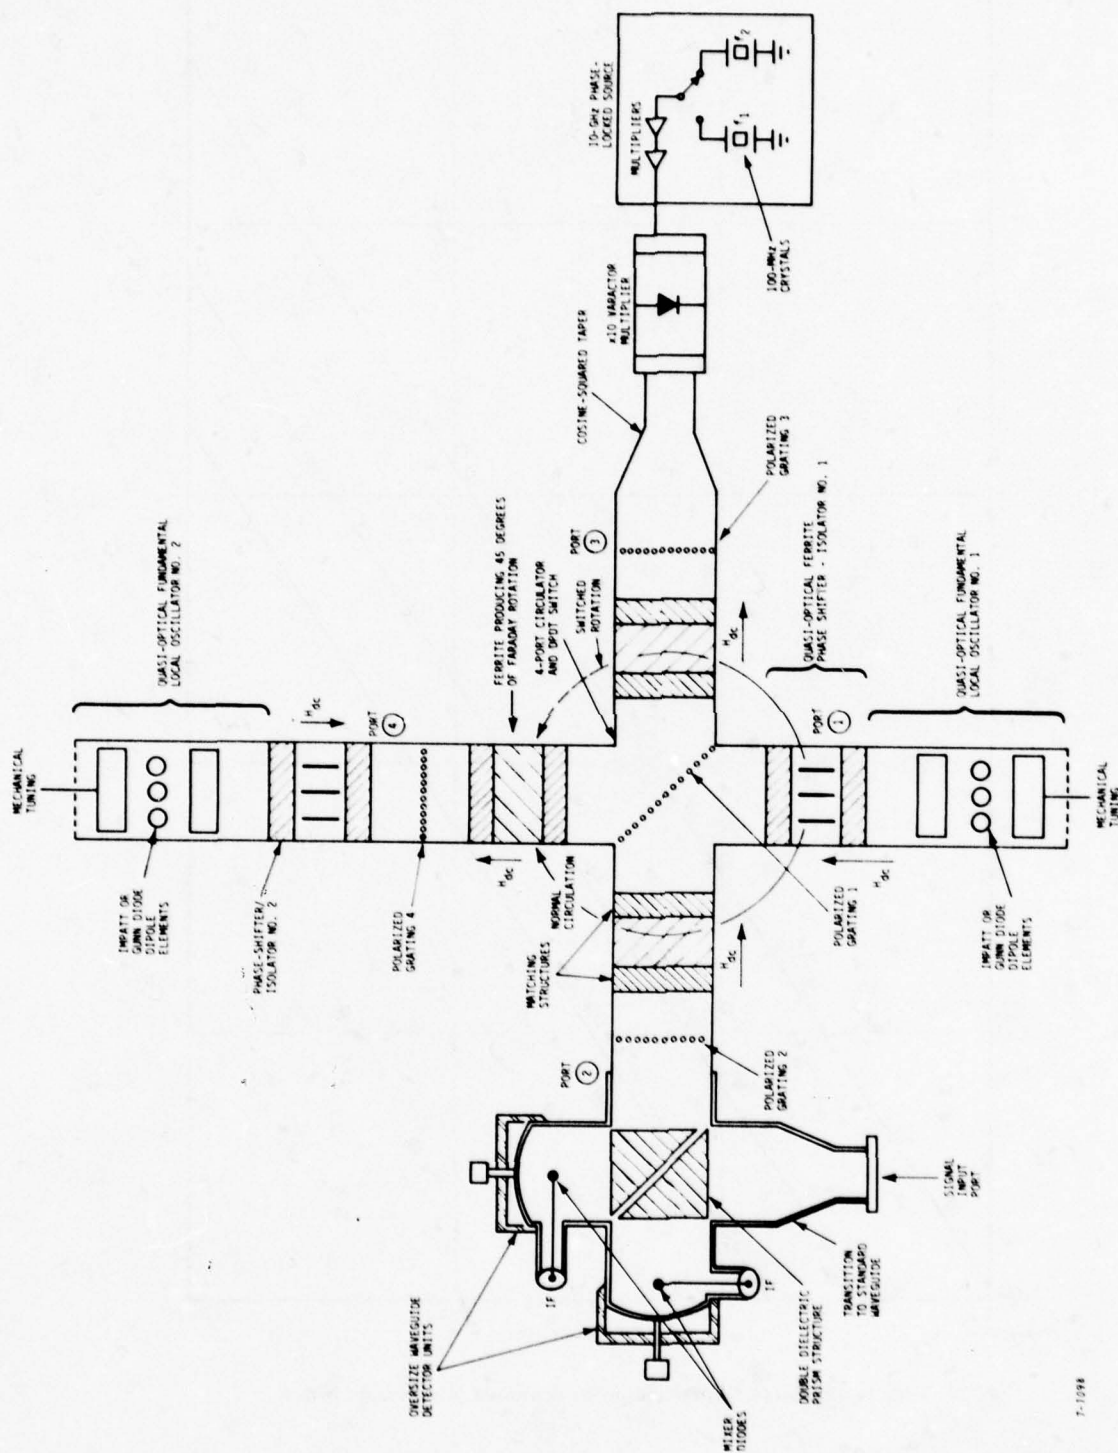 MECHANICAL
TUNING
IMPATT OR
GUNN DIODE
DIPOLE
ELEMENTS
QUASI-OPTICAL FUNDAMENTAL
LOCAL OSCILLATOR NO. 2
PHASE-SHIFTER/
ISOLATOR NO. 2
Hdc
PORT
4
POLARIZED
GRATING 4
Hdc
FERRITE PRODUCING 45 DEGREES
OF FARADAY ROTATION
4-PORT CIRCULATOR
AND DPDT SWITCH
SWITCHED
ROTATION
NORMAL
CIRCULATION
MATCHING
STRUCTURES
Hdc
PORT
3
POLARIZED
GRATING 3
COSINE-SQUARED TAPER
Hdc
x10 VARACTOR
MULTIPLIER
10-GHz PHASE-
LOCKED SOURCE
MULTIPLIERS
f1
f2
100-MHz
CRYSTALS
QUASI-OPTICAL FERRITE
PHASE SHIFTER - ISOLATOR NO. 1
PORT
1
QUASI-OPTICAL FUNDAMENTAL
LOCAL OSCILLATOR NO. 1
MECHANICAL
TUNING
Hdc
POLARIZED
GRATING 1
IMPATT OR
GUNN DIODE
DIPOLE
ELEMENTS
PORT
2
POLARIZED
GRATING 2
OVERSIZE WAVEGUIDE
DETECTOR UNITS
IF
IF
MIXER
DIODES
DOUBLE DIELECTRIC
PRISM STRUCTURE
TRANSITION
TO STANDARD
WAVEGUIDE
SIGNAL
INPUT
PORT
7-7098